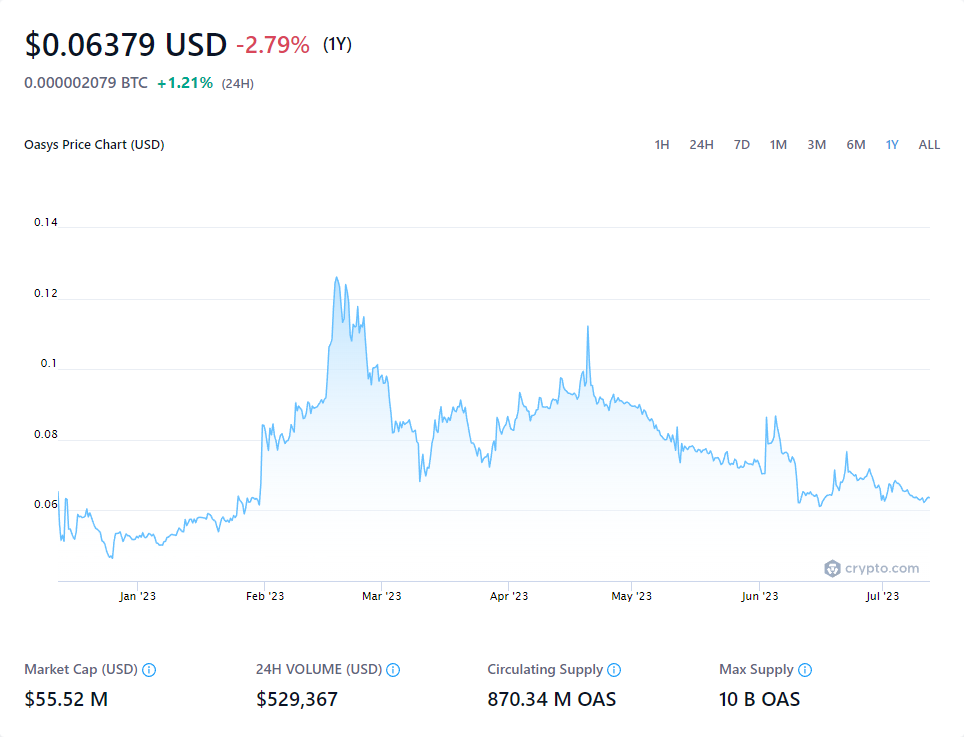 $0.06379 USD -2.79% (1Y)
0.000002079 BTC +1.21% (24H)
Oasys Price Chart (USD) 1H 24H 7D 1M 3M 6M 1Y ALL
0.14
0.12
0.1
0.08
0.06
crypto.com
Jan '23 Feb '23 Mar '23 Apr '23 May '23 Jun '23 Jul '23
Market Cap (USD) 24H VOLUME (USD) Circulating Supply Max Supply
$55.52 M $529,367 870.34 M OAS 10 B OAS